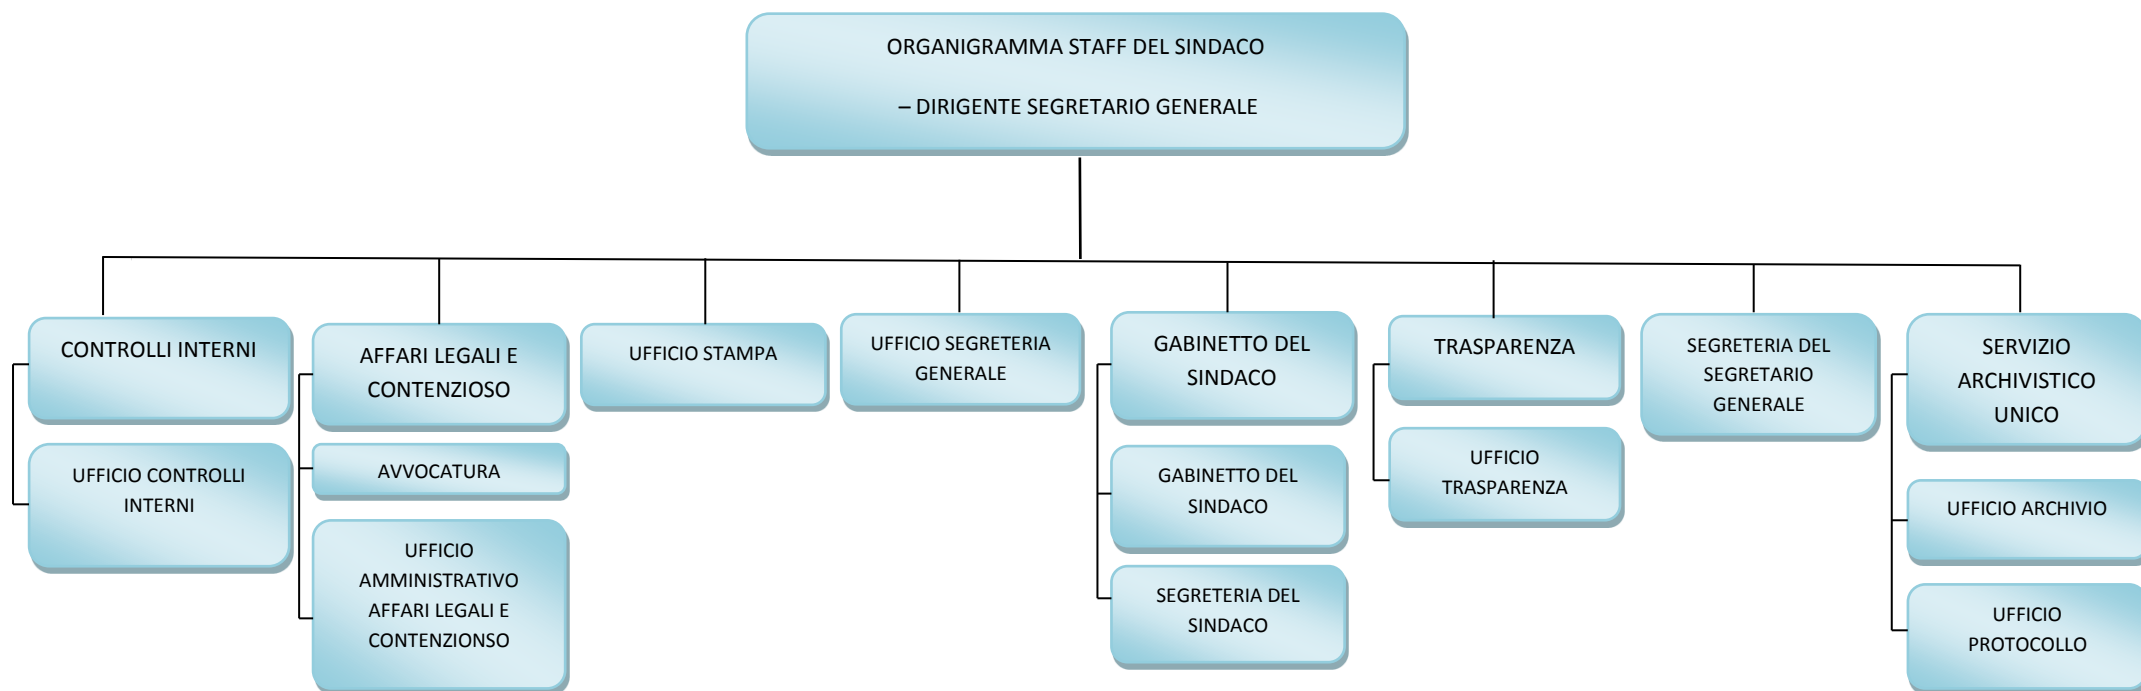 ORGANIGRAMMA STAFF DEL SINDACO
– DIRIGENTE SEGRETARIO GENERALE
CONTROLLI INTERNI
UFFICIO CONTROLLI
INTERNI
AFFARI LEGALI E
CONTENZIOSO
AVVOCATURA
UFFICIO
AMMINISTRATIVO
AFFARI LEGALI E
CONTENZIONSO
UFFICIO STAMPA
UFFICIO SEGRETERIA
GENERALE
GABINETTO DEL
SINDACO
GABINETTO DEL
SINDACO
SEGRETERIA DEL
SINDACO
TRASPARENZA
UFFICIO
TRASPARENZA
SEGRETERIA DEL
SEGRETARIO
GENERALE
SERVIZIO
ARCHIVISTICO
UNICO
UFFICIO ARCHIVIO
UFFICIO
PROTOCOLLO